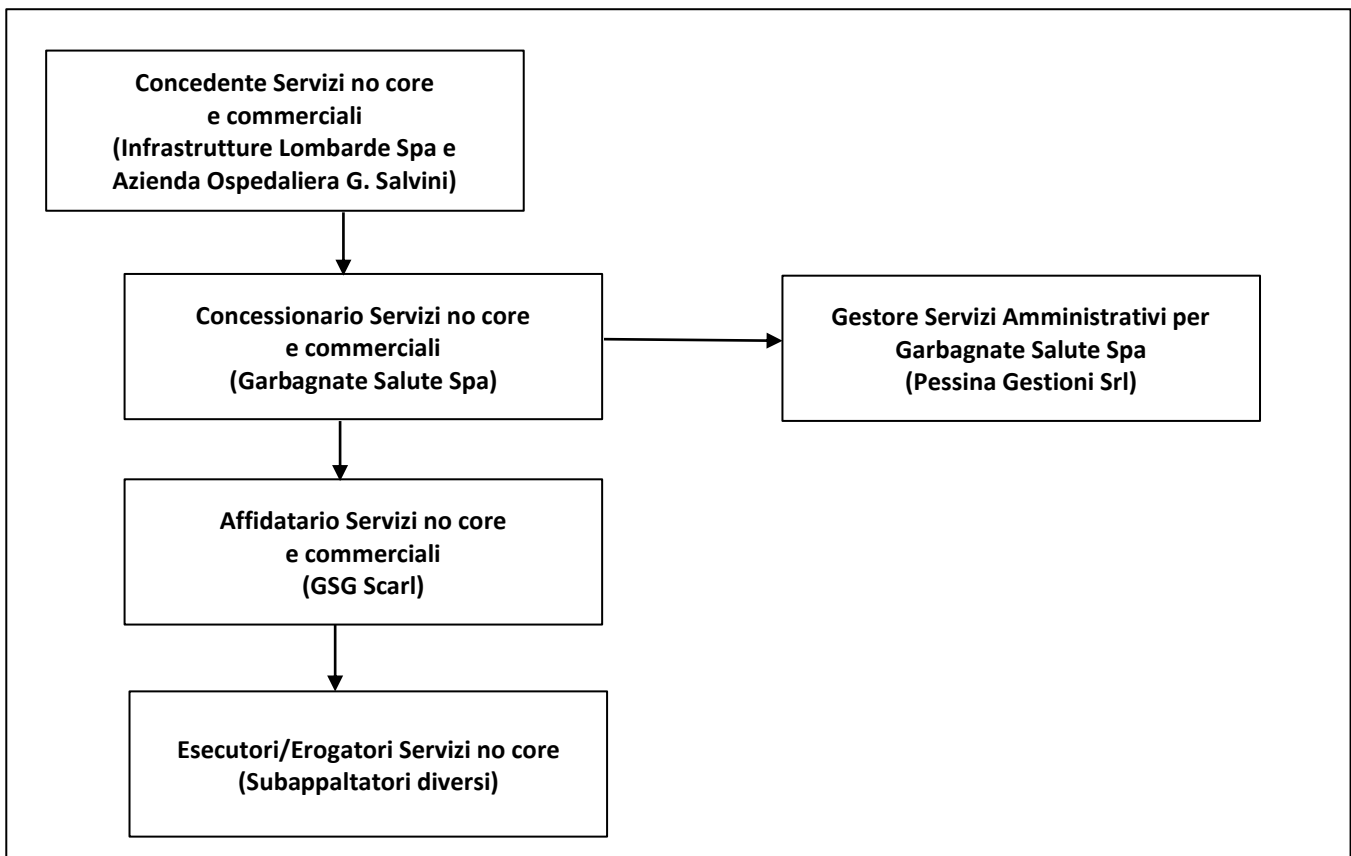 Concedente Servizi no core
e commerciali
(Infrastrutture Lombarde Spa e
Azienda Ospedaliera G. Salvini)
Concessionario Servizi no core
e commerciali
(Garbagnate Salute Spa)
Gestore Servizi Amministrativi per
Garbagnate Salute Spa
(Pessina Gestioni Srl)
Affidatario Servizi no core
e commerciali
(GSG Scarl)
Esecutori/Erogatori Servizi no core
(Subappaltatori diversi)